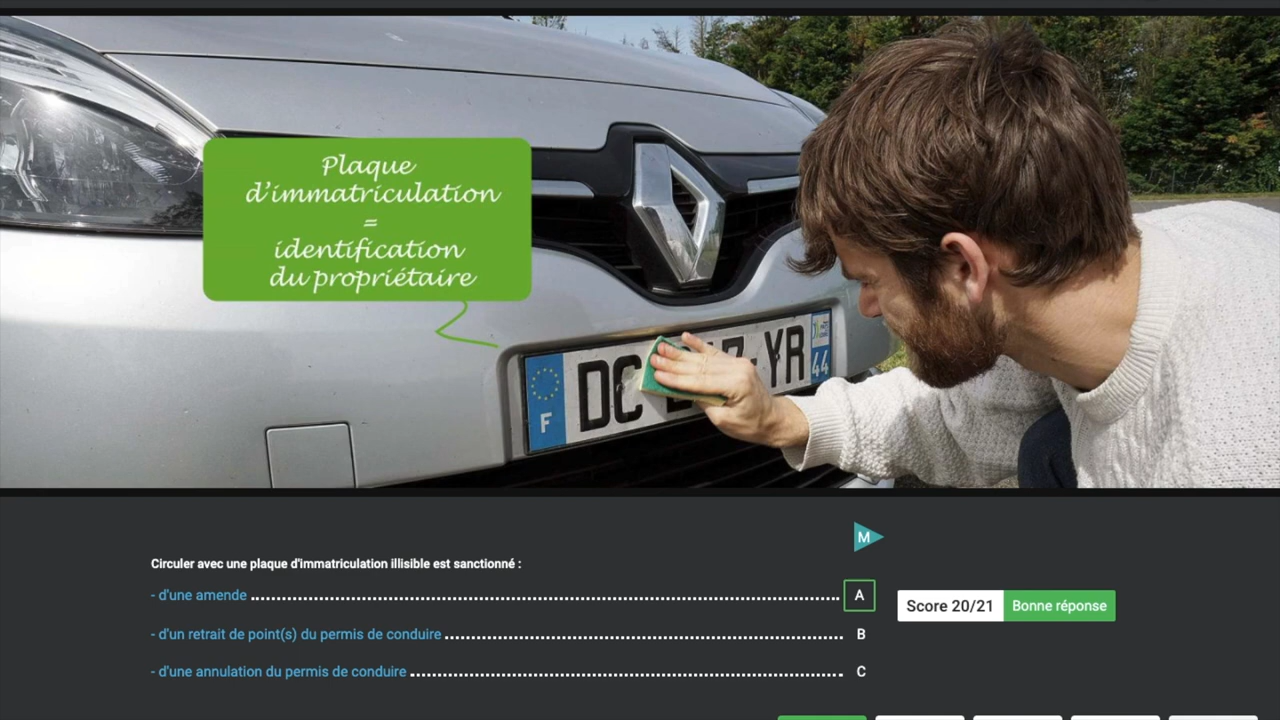 Plaque
d'immatriculation
=
identification
du propriétaire
F
DC
YR
44
M
Circuler avec une plaque d'immatriculation illisible est sanctionné :
- d'une amende A
- d'un retrait de point(s) du permis de conduire B
- d'une annulation du permis de conduire C
Score 20/21 Bonne réponse